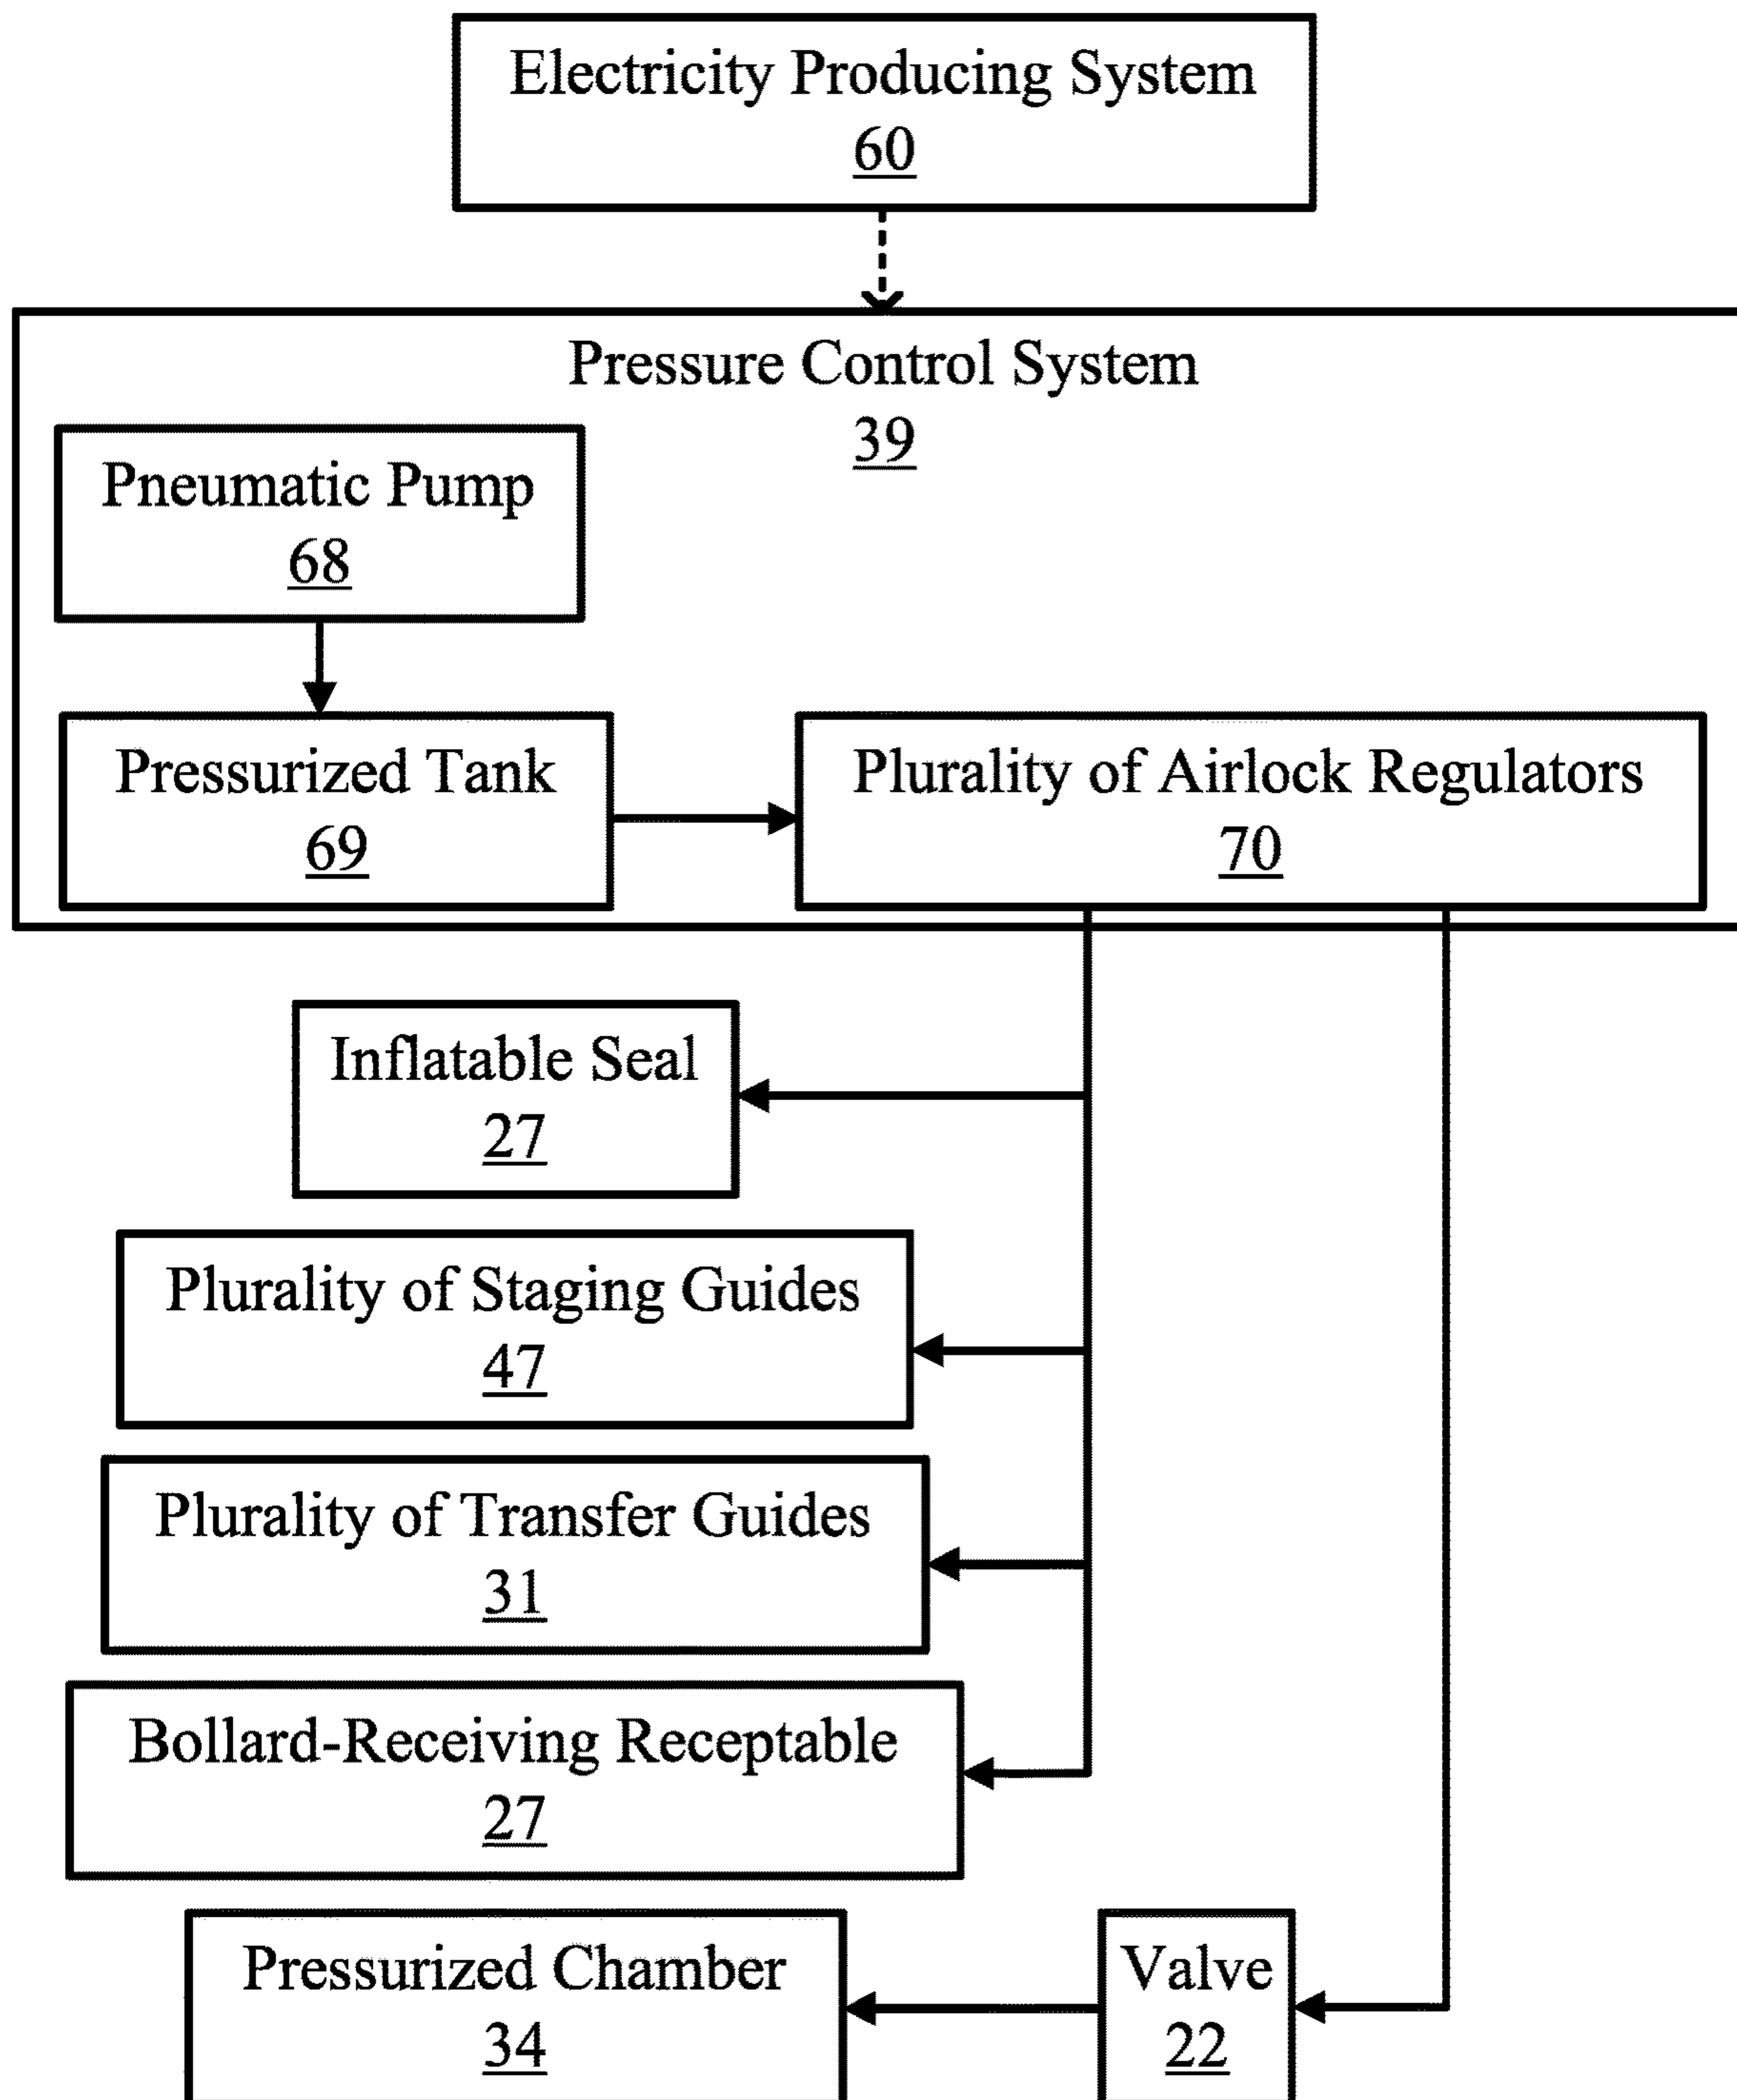 Electricity Producing System
60
Pressure Control System
39
Pneumatic Pump
68
Pressurized Tank
69
Plurality of Airlock Regulators
70
Inflatable Seal
27
Plurality of Staging Guides
47
Plurality of Transfer Guides
31
Bollard-Receiving Receptable
27
Pressurized Chamber
34
Valve
22